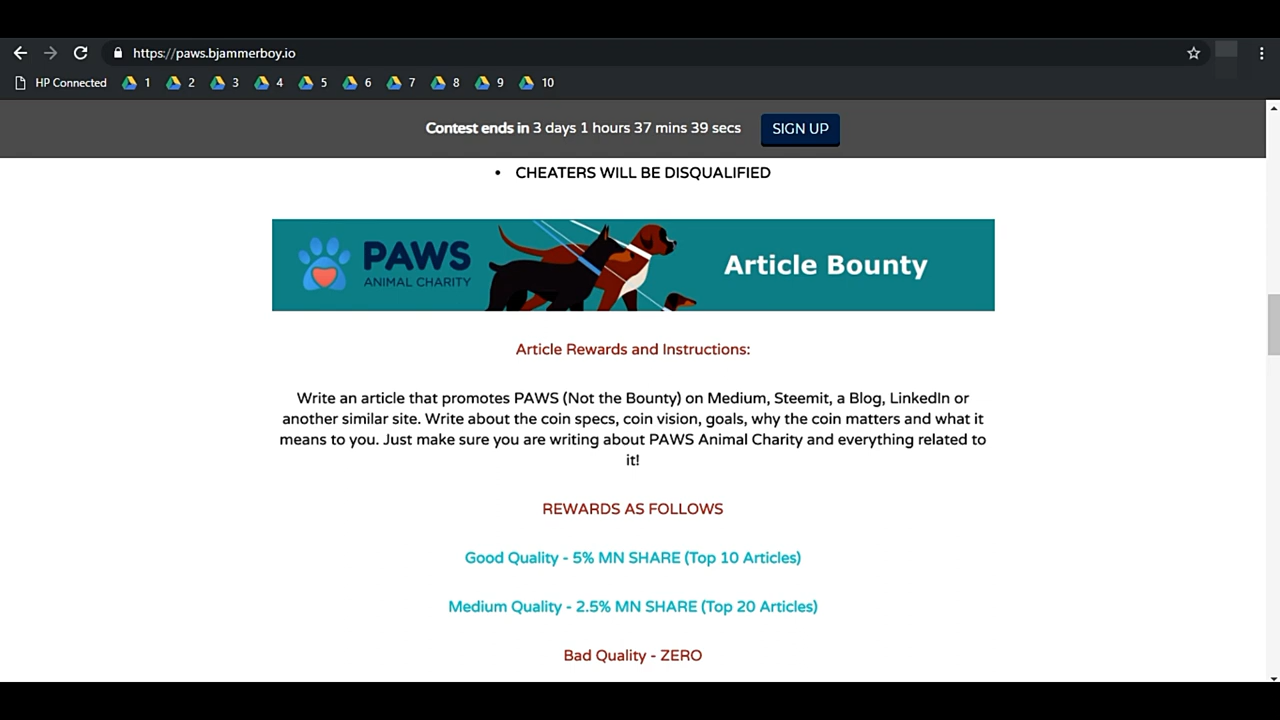 https://paws.bjammerboy.io
HP Connected 1 2 3 4 5 6 7 8 9 10
Contest ends in 3 days 1 hours 37 mins 39 secs SIGN UP
• CHEATERS WILL BE DISQUALIFIED
PAWS
ANIMAL CHARITY
Article Bounty
Article Rewards and Instructions:
Write an article that promotes PAWS (Not the Bounty) on Medium, Steemit, a Blog, LinkedIn or
another similar site. Write about the coin specs, coin vision, goals, why the coin matters and what it
means to you. Just make sure you are writing about PAWS Animal Charity and everything related to
it!
REWARDS AS FOLLOWS
Good Quality - 5% MN SHARE (Top 10 Articles)
Medium Quality - 2.5% MN SHARE (Top 20 Articles)
Bad Quality - ZERO